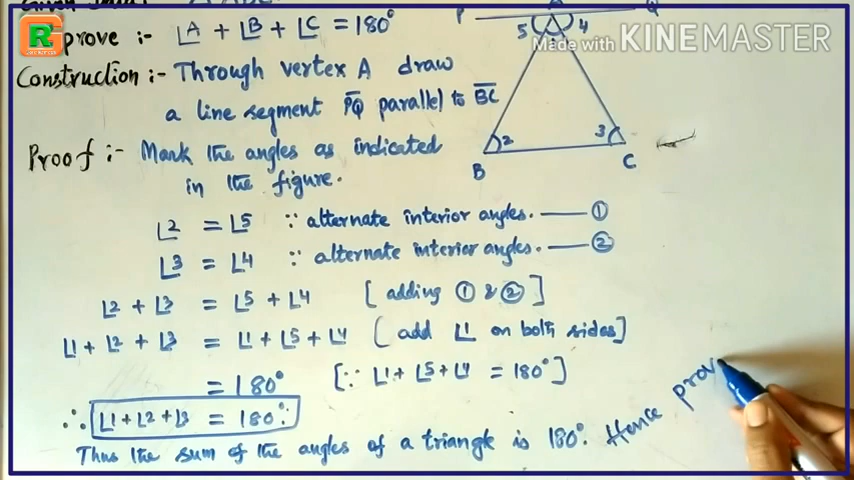 prove :- ∠A + ∠B + ∠C = 180°
Construction :- Through vertex A draw
a line segment P̅Q̅ parallel to B̅C̅
Proof :- Mark the angles as indicated
in the figure.
∠2 = ∠5 ∵ alternate interior angles. —— ①
∠3 = ∠4 ∵ alternate interior angles. —— ②
∠2 + ∠3 = ∠5 + ∠4 [ adding ① & ② ]
∠1 + ∠2 + ∠3 = ∠1 + ∠5 + ∠4 ( add ∠1 on both sides]
= 180° [∵ ∠1 + ∠5 + ∠4 = 180°]
∴ ∠1 + ∠2 + ∠3 = 180°.
Thus the sum of the angles of a triangle is 180°. Hence prov
P
5 4
2 3
B C
R
Made with KINEMASTER